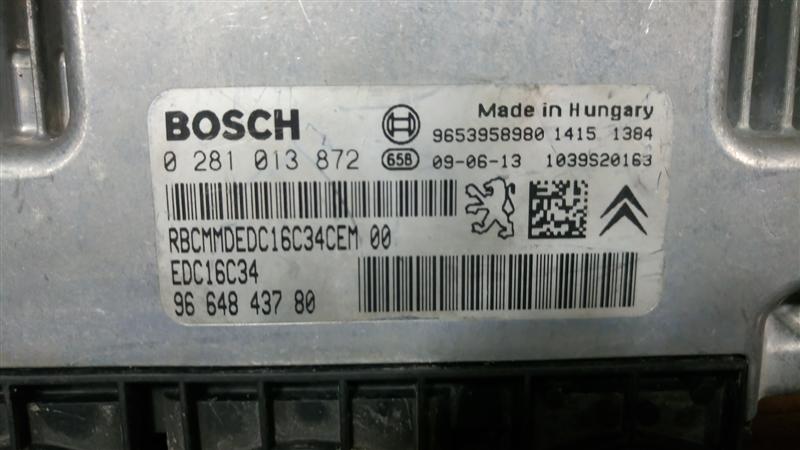 BOSCH
Made in Hungary
9653958980 1415 1384
0 281 013 872
658 09-06-13 1039S20163
RBCMMDEDC16C34CEM 00
EDC16C34
96 648 437 80